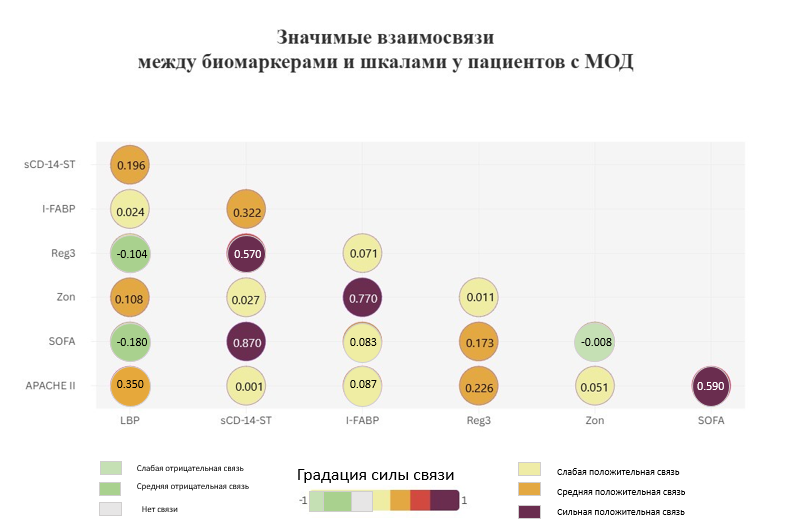 Значимые взаимосвязи
между биомаркерами и шкалами у пациентов с МОД
sCD-14-ST 0.196
I-FABP 0.024 0.322
Reg3 -0.104 0.570 0.071
Zon 0.108 0.027 0.770 0.011
SOFA -0.180 0.870 0.083 0.173 -0.008
APACHE II 0.350 0.001 0.087 0.226 0.051 0.590
LBP sCD-14-ST I-FABP Reg3 Zon SOFA
Слабая отрицательная связь
Средняя отрицательная связь
Нет связи
Градация силы связи
-1 1
Слабая положительная связь
Средняя положительная связь
Сильная положительная связь